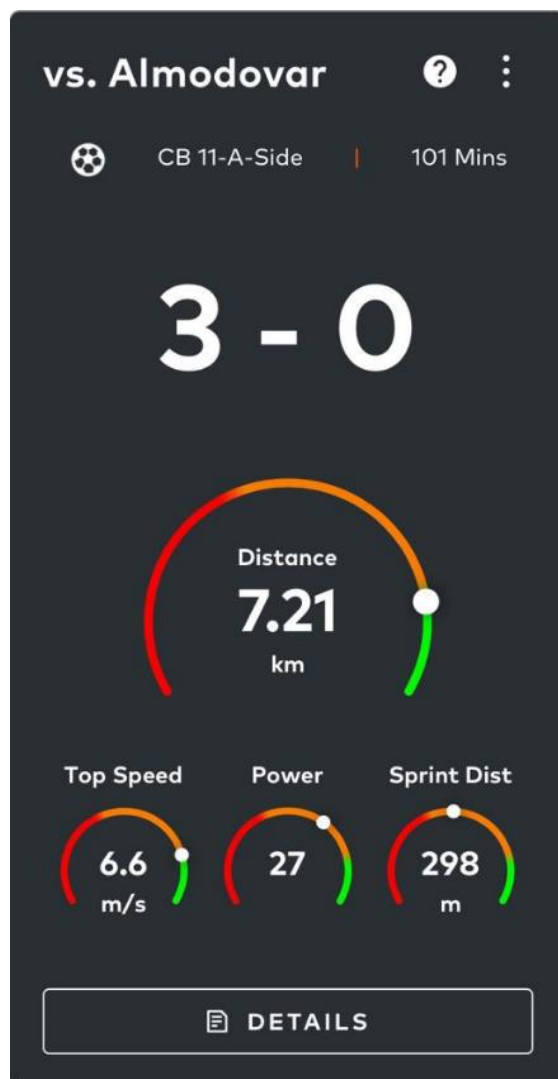 vs. Almodovar ?
CB 11-A-Side | 101 Mins
3 - 0
Distance
7.21
km
Top Speed Power Sprint Dist
6.6 27 298
m/s m
DETAILS